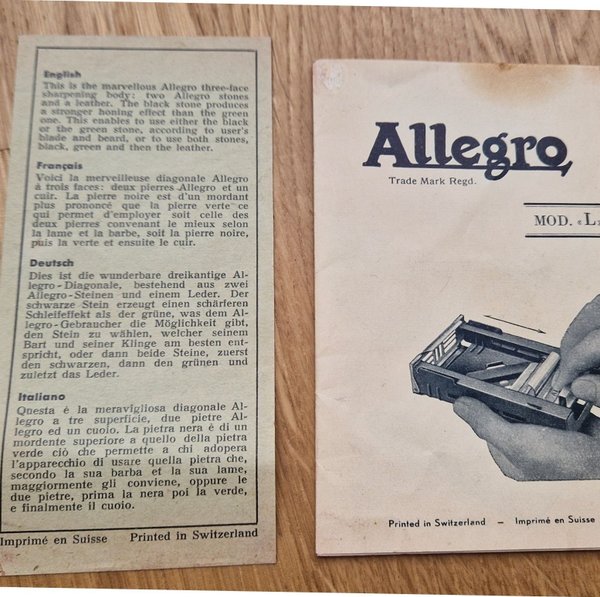 English
This is the marvellous Allegro three-face
sharpening body: two Allegro stones
and a leather. The black stone produces
a stronger honing effect than the green
one. This enables to use either the black
or the green stone, according to user's
blade and beard, or to use both stones,
black, green and then the leather.
Français
Voici la merveilleuse diagonale Allegro
à trois faces: deux pierres Allegro et un
cuir. La pierre noire est d'un mordant
plus prononcé que la pierre verte ce
qui permet d'employer soit celle des
deux pierres convenant le mieux selon
la lame et la barbe, soit la pierre noire,
puis la verte et ensuite le cuir.
Deutsch
Dies ist die wunderbare dreikantige Al-
legro-Diagonale, bestehend aus zwei
Allegro-Steinen und einem Leder. Der
schwarze Stein erzeugt einen schärferen
Schleifeffekt als der grüne, was dem Al-
legro-Gebraucher die Möglichkeit gibt,
den Stein zu wählen, welcher seinem
Bart und seiner Klinge am besten ent-
spricht, oder dann beide Steine, zuerst
den schwarzen, dann den grünen und
zuletzt das Leder.
Italiano
Questa é la meravigliosa diagonale Al-
legro a tre superficie, due pietre Al-
legro ed un cuolo. La pietra nera é di un
mordente superiore a quello della pietra
verde ciò che permette a chi adopera
l'apparecchio di usare quella pietra che,
secondo la sua barba et la sua lame,
maggiormente gli conviene, oppure le
due pietre, prima la nera poi la verde,
e finalmente il cuoio.
Imprimé en Suisse Printed in Switzerland
Allegro
Trade Mark Regd.
MOD. «L»
Printed in Switzerland – Imprimé en Suisse